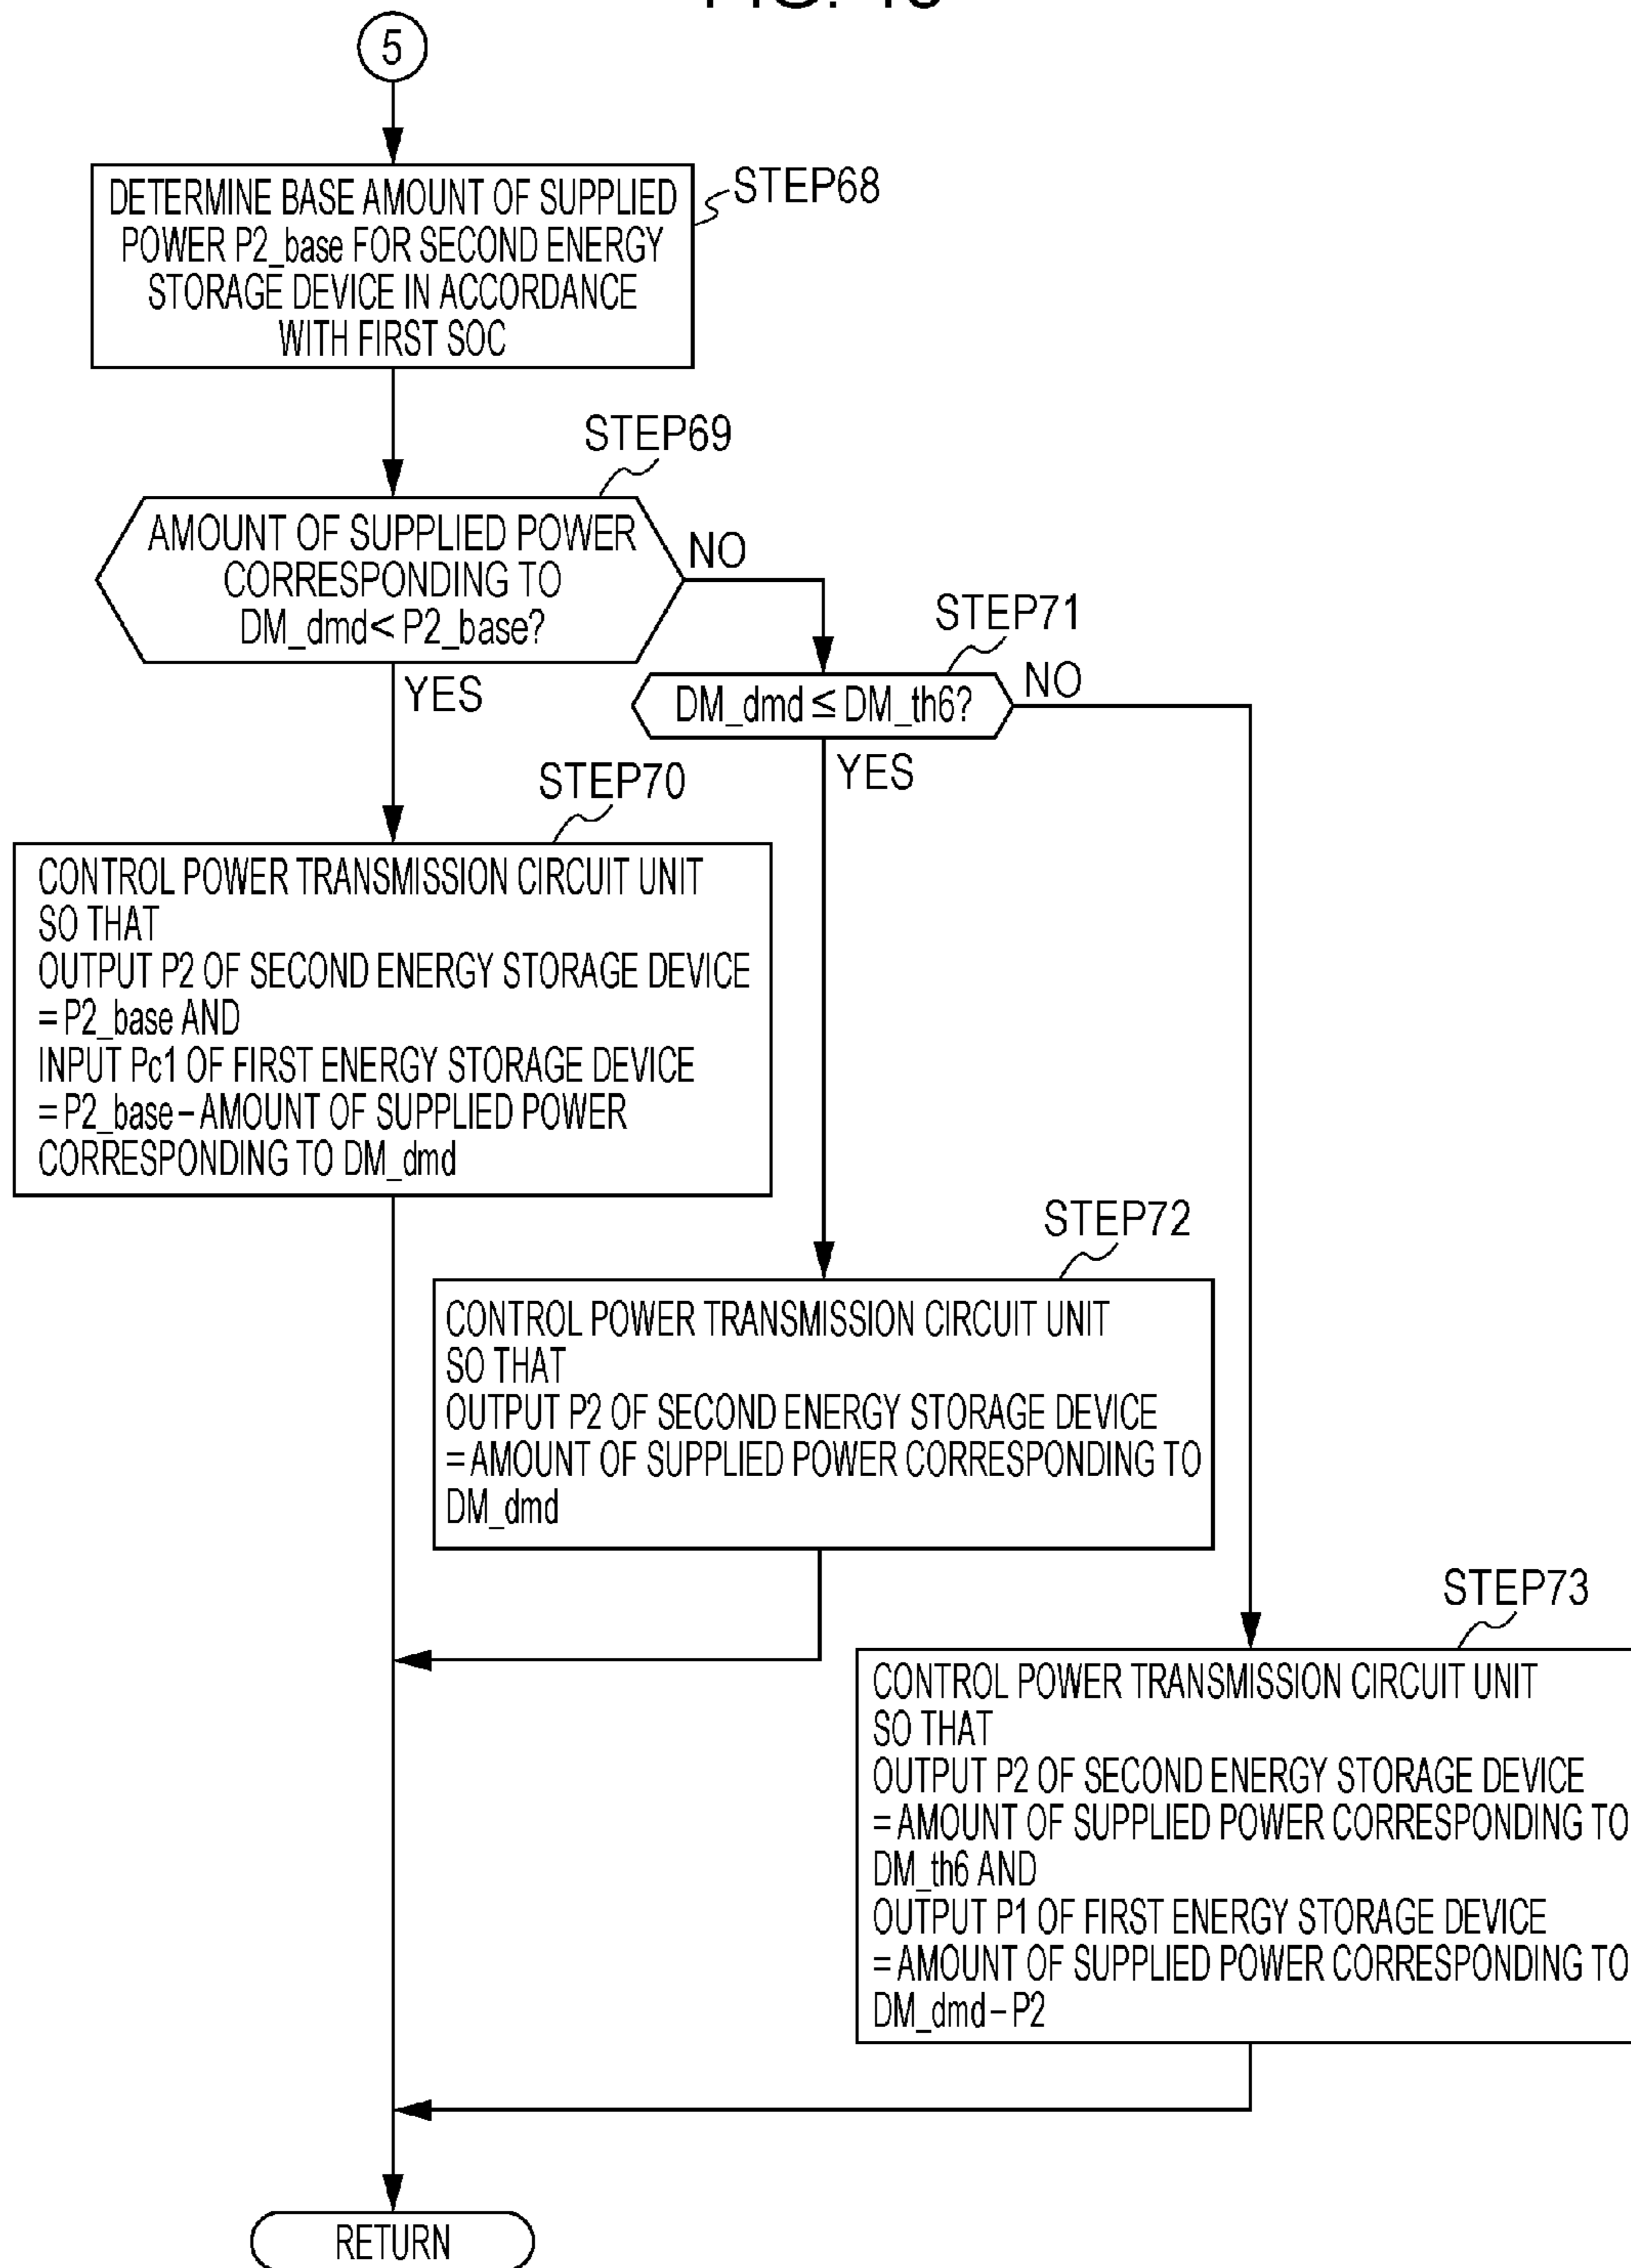 5
DETERMINE BASE AMOUNT OF SUPPLIED
POWER P2_base FOR SECOND ENERGY
STORAGE DEVICE IN ACCORDANCE
WITH FIRST SOC
STEP68
STEP69
AMOUNT OF SUPPLIED POWER
CORRESPONDING TO
DM_dmd< P2_base?
NO
YES
STEP71
DM_dmd ≤ DM_th6?
NO
YES
STEP70
CONTROL POWER TRANSMISSION CIRCUIT UNIT
SO THAT
OUTPUT P2 OF SECOND ENERGY STORAGE DEVICE
= P2_base AND
INPUT Pc1 OF FIRST ENERGY STORAGE DEVICE
= P2_base – AMOUNT OF SUPPLIED POWER
CORRESPONDING TO DM_dmd
STEP72
CONTROL POWER TRANSMISSION CIRCUIT UNIT
SO THAT
OUTPUT P2 OF SECOND ENERGY STORAGE DEVICE
= AMOUNT OF SUPPLIED POWER CORRESPONDING TO
DM_dmd
STEP73
CONTROL POWER TRANSMISSION CIRCUIT UNIT
SO THAT
OUTPUT P2 OF SECOND ENERGY STORAGE DEVICE
= AMOUNT OF SUPPLIED POWER CORRESPONDING TO
DM_th6 AND
OUTPUT P1 OF FIRST ENERGY STORAGE DEVICE
= AMOUNT OF SUPPLIED POWER CORRESPONDING TO
DM_dmd – P2
RETURN